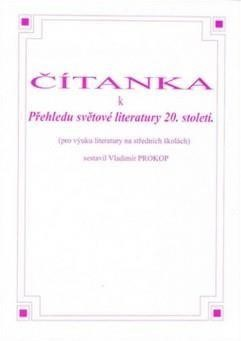 ČÍTANKA
k
Přehledu světové literatury 20. století.
(pro výuku literatury na středních školách)
sestavil Vladimír PROKOP